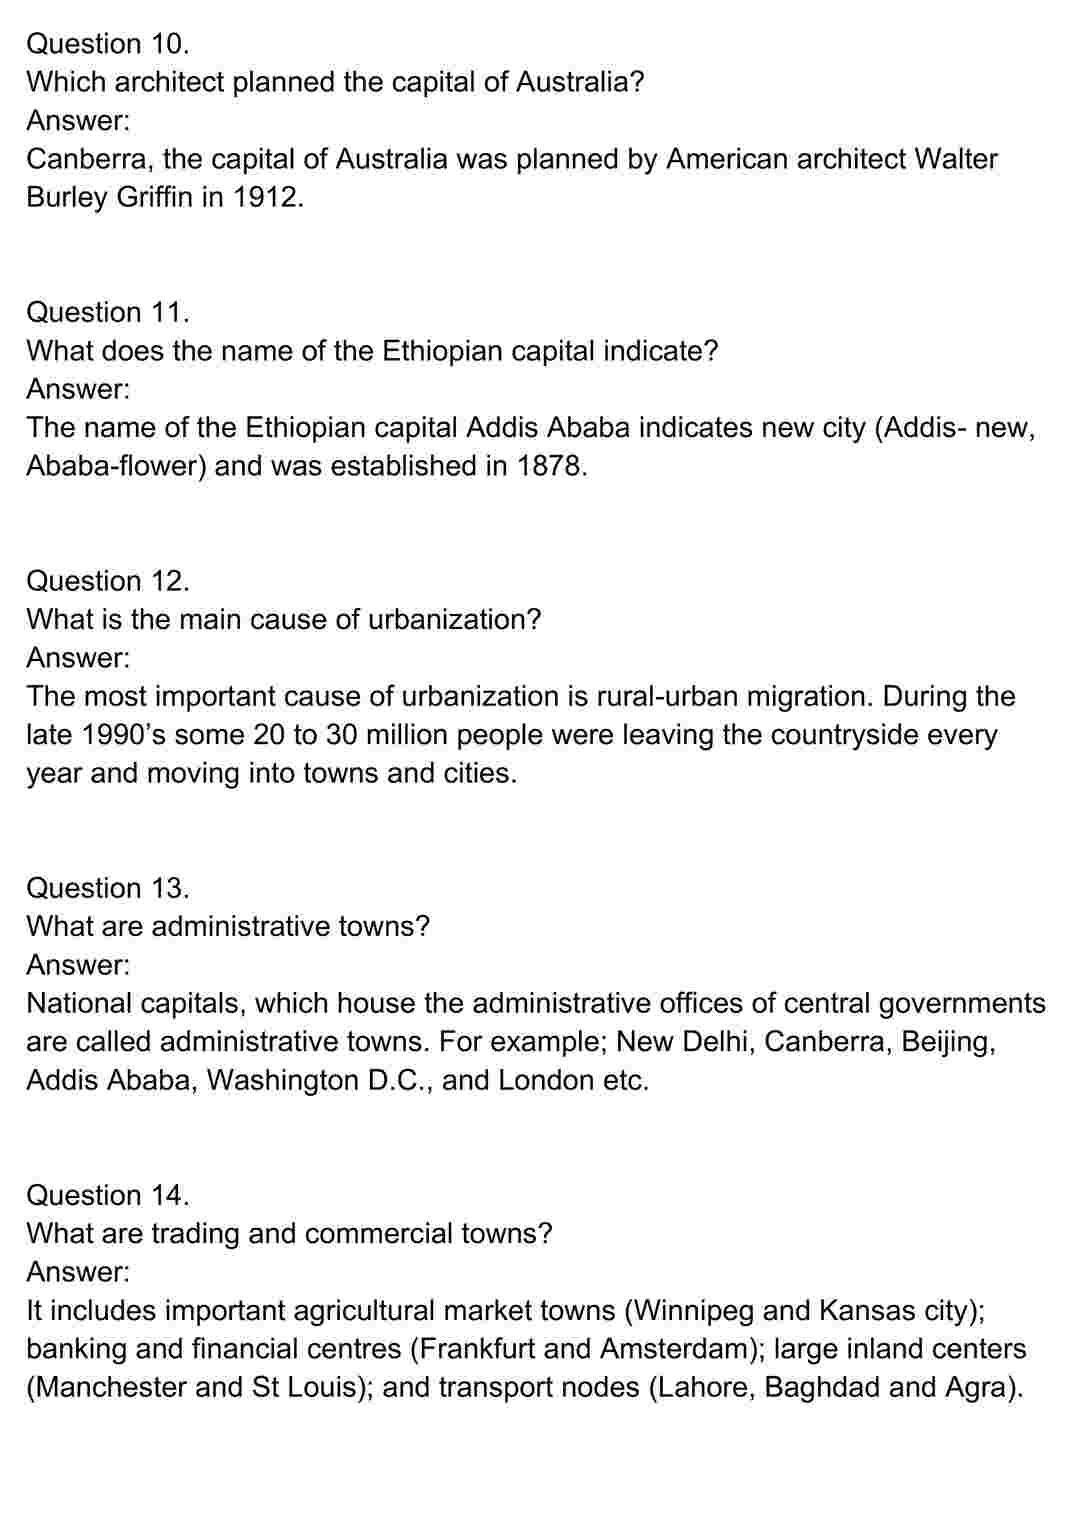 Question 10.
Which architect planned the capital of Australia?
Answer:
Canberra, the capital of Australia was planned by American architect Walter
Burley Griffin in 1912.
Question 11.
What does the name of the Ethiopian capital indicate?
Answer:
The name of the Ethiopian capital Addis Ababa indicates new city (Addis- new,
Ababa-flower) and was established in 1878.
Question 12.
What is the main cause of urbanization?
Answer:
The most important cause of urbanization is rural-urban migration. During the
late 1990’s some 20 to 30 million people were leaving the countryside every
year and moving into towns and cities.
Question 13.
What are administrative towns?
Answer:
National capitals, which house the administrative offices of central governments
are called administrative towns. For example; New Delhi, Canberra, Beijing,
Addis Ababa, Washington D.C., and London etc.
Question 14.
What are trading and commercial towns?
Answer:
It includes important agricultural market towns (Winnipeg and Kansas city);
banking and financial centres (Frankfurt and Amsterdam); large inland centers
(Manchester and St Louis); and transport nodes (Lahore, Baghdad and Agra).